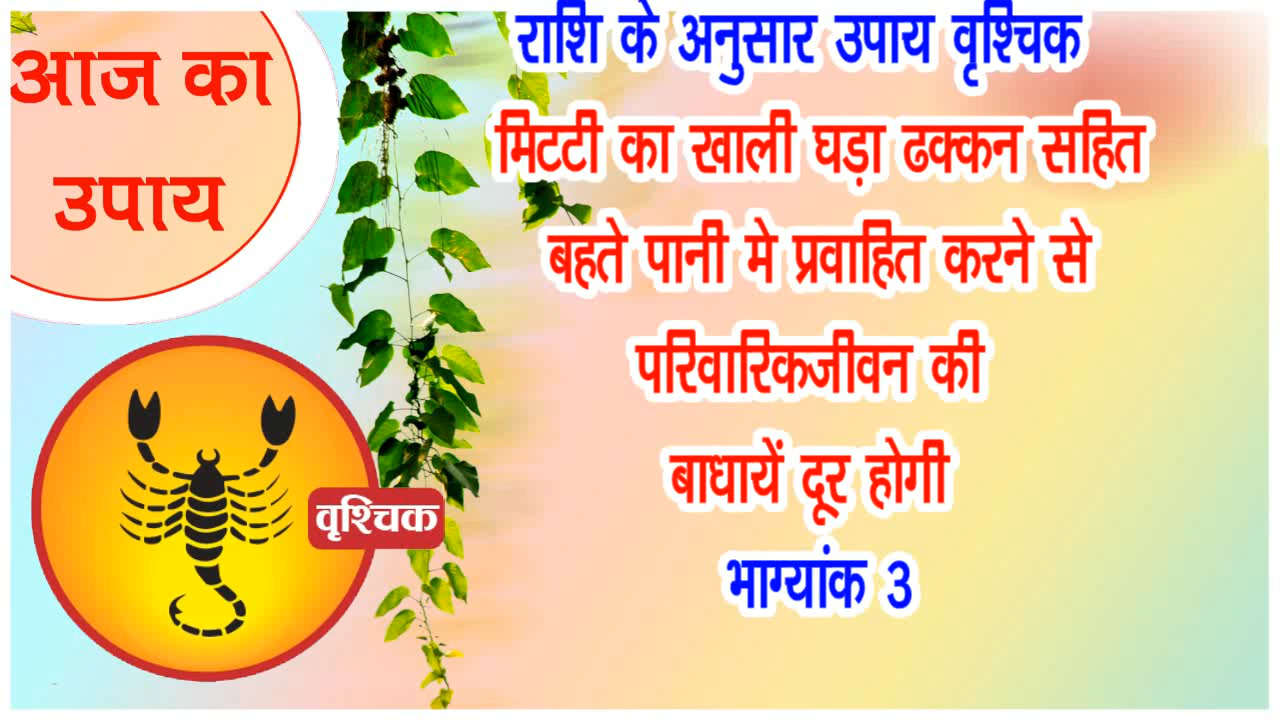 आज का
उपाय
राशि के अनुसार उपाय वृश्चिक
मिटटी का खाली घड़ा ढक्कन सहित
बहते पानी मे प्रवाहित करने से
परिवारिकजीवन की
बाधायें दूर होगी
भाग्यांक 3
वृश्चिक